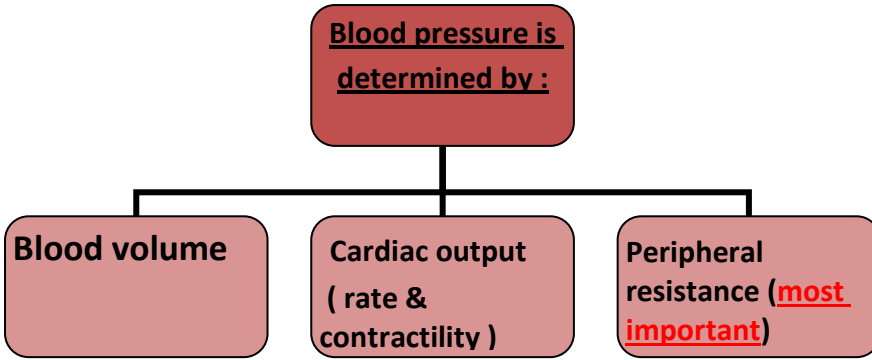 Blood pressure is
determined by :
Blood volume
Cardiac output
( rate &
contractility )
Peripheral
resistance (most
important)